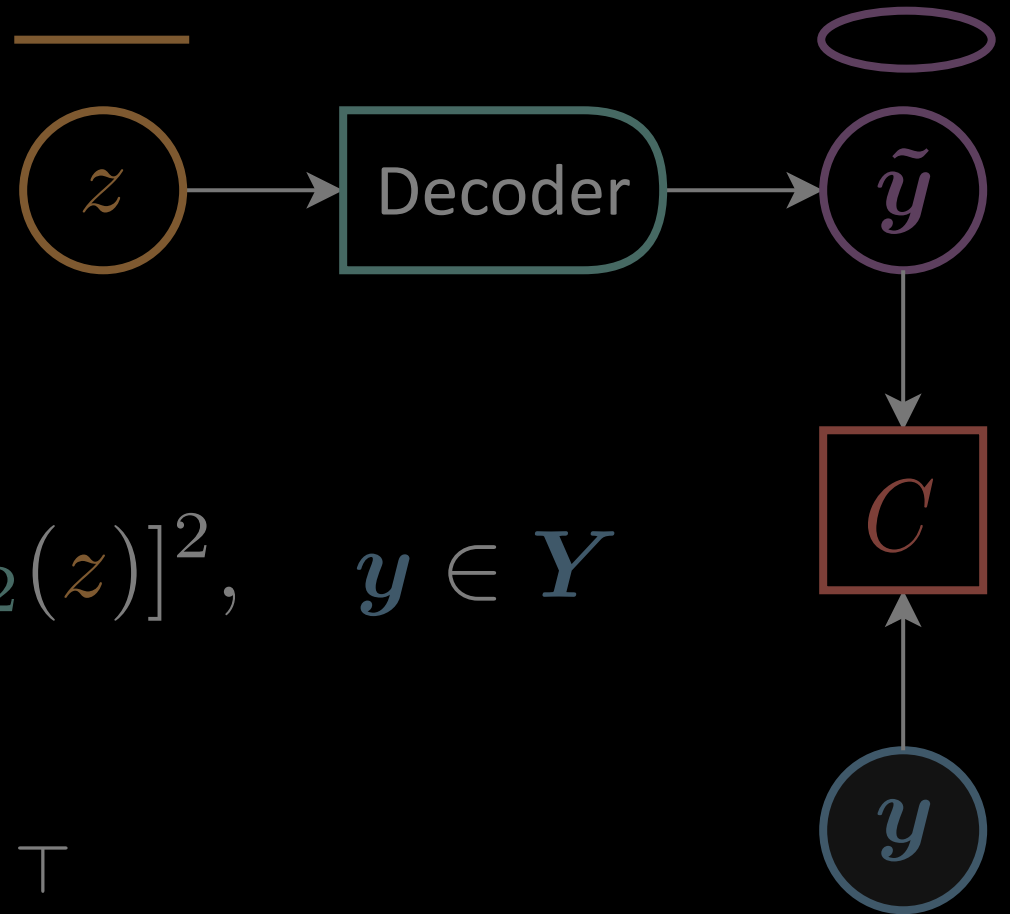 z Decoder ỹ
C
₂(z)]², y ∈ Y
y
⊤